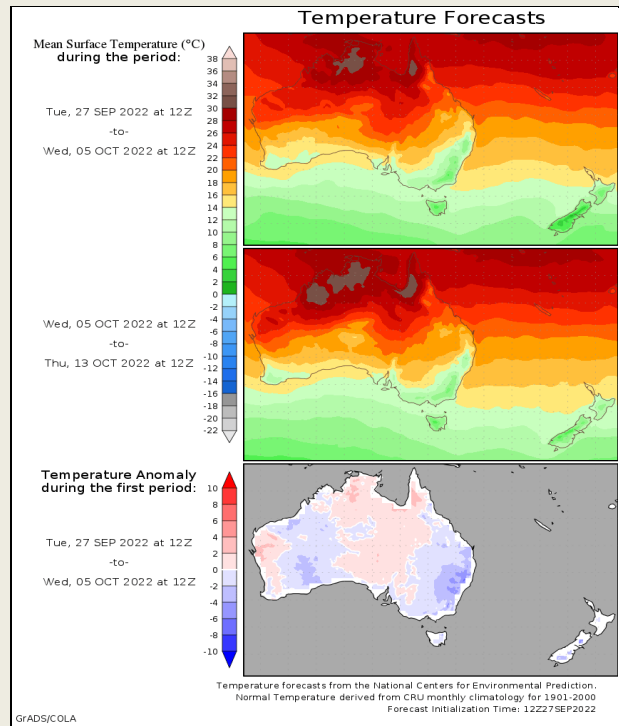 Temperature Forecasts
Mean Surface Temperature (°C)
during the period:
38
36
34
32
30
28
26
24
22
20
18
16
14
12
10
8
6
4
2
0
-2
-4
-6
-8
-10
-12
-14
-16
-18
-20
-22
Tue, 27 SEP 2022 at 12Z
-to-
Wed, 05 OCT 2022 at 12Z
Wed, 05 OCT 2022 at 12Z
-to-
Thu, 13 OCT 2022 at 12Z
Temperature Anomaly
during the first period:
10
8
6
4
2
0
-2
-4
-6
-8
-10
Tue, 27 SEP 2022 at 12Z
-to-
Wed, 05 OCT 2022 at 12Z
Temperature forecasts from the National Centers for Environmental Prediction.
Normal Temperature derived from CRU monthly climatology for 1901-2000
Forecast Initialization Time: 12Z27SEP2022
GrADS/COLA